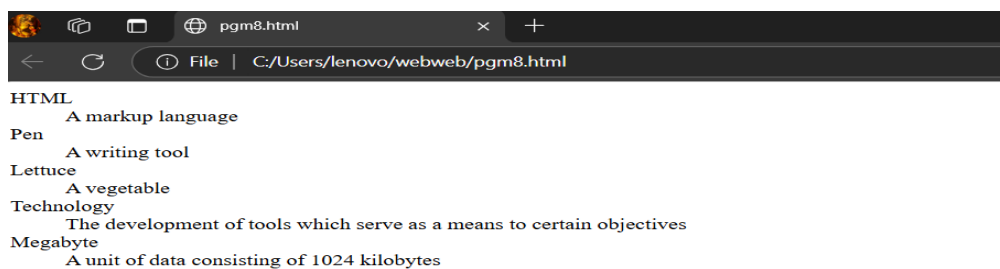 pgm8.html
File | C:/Users/lenovo/webweb/pgm8.html
HTML
A markup language
Pen
A writing tool
Lettuce
A vegetable
Technology
The development of tools which serve as a means to certain objectives
Megabyte
A unit of data consisting of 1024 kilobytes